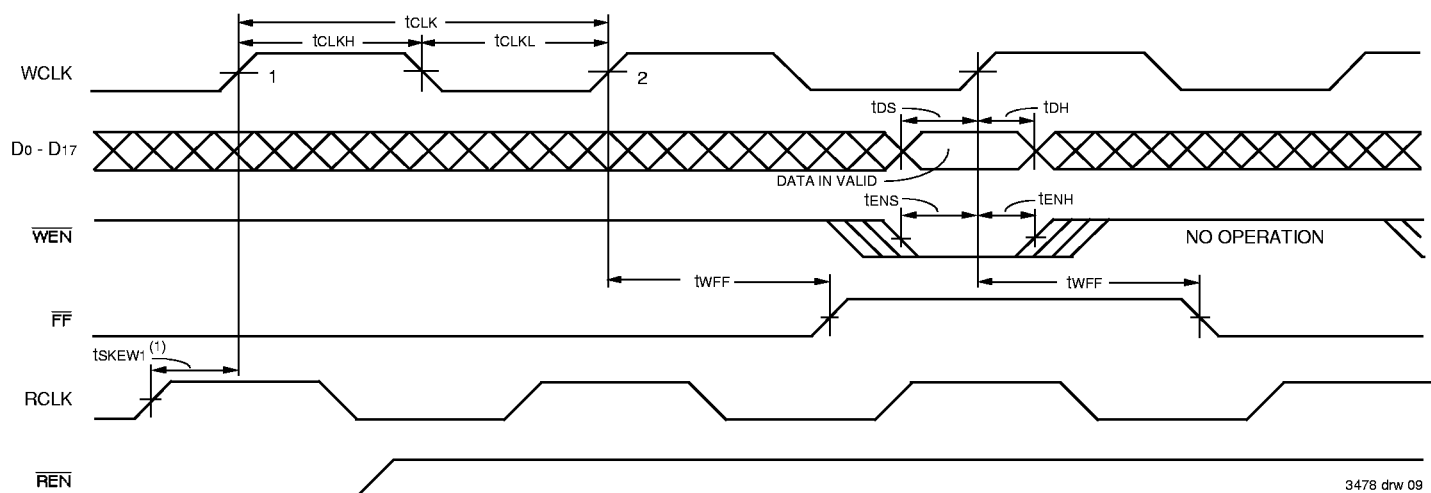 tCLK
tCLKH
tCLKL
WCLK
1
2
tDS
tDH
D0 - D17
DATA IN VALID
tENS
tENH
WEN
NO OPERATION
tWFF
tWFF
FF
tSKEW1 (1)
RCLK
REN
3478 drw 09